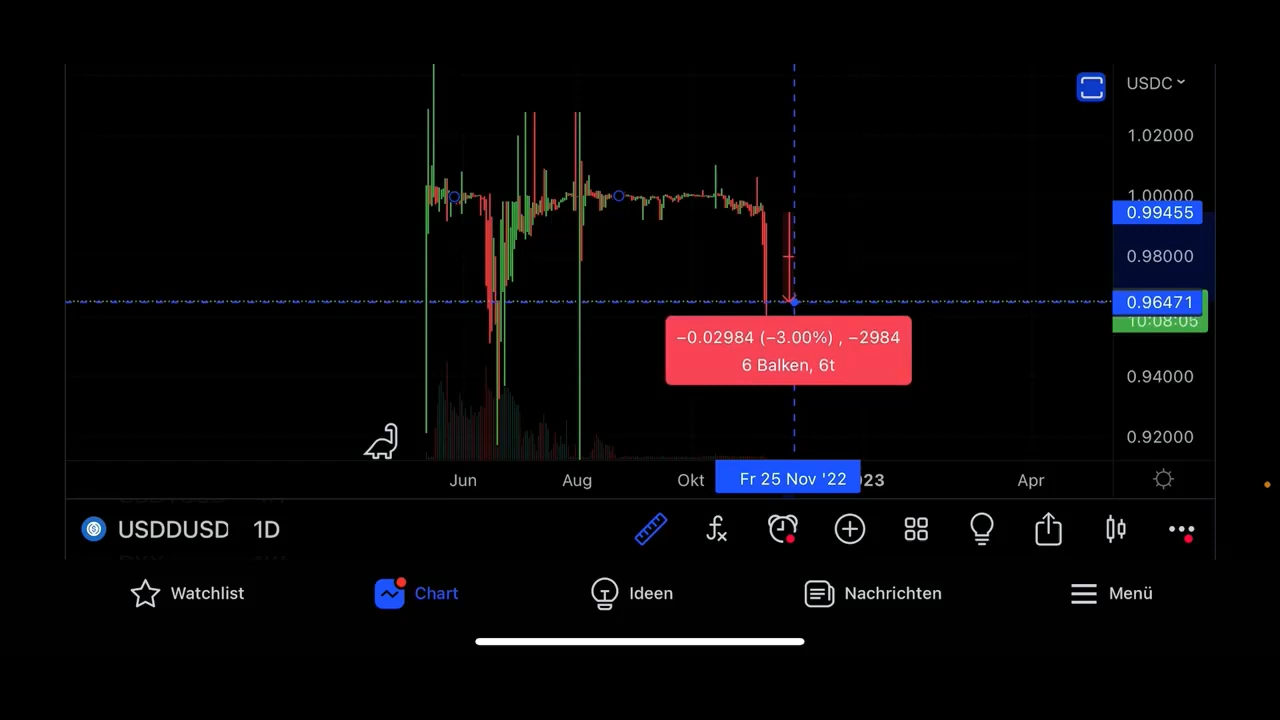 USDC
1.02000
1.00000
0.99455
0.98000
0.96471
10:08:05
−0.02984 (−3.00%) , −2984
6 Balken, 6t
0.94000
0.92000
Jun Aug Okt Fr 25 Nov '22 23 Apr
USDDUSD 1D
Watchlist Chart Ideen Nachrichten Menü